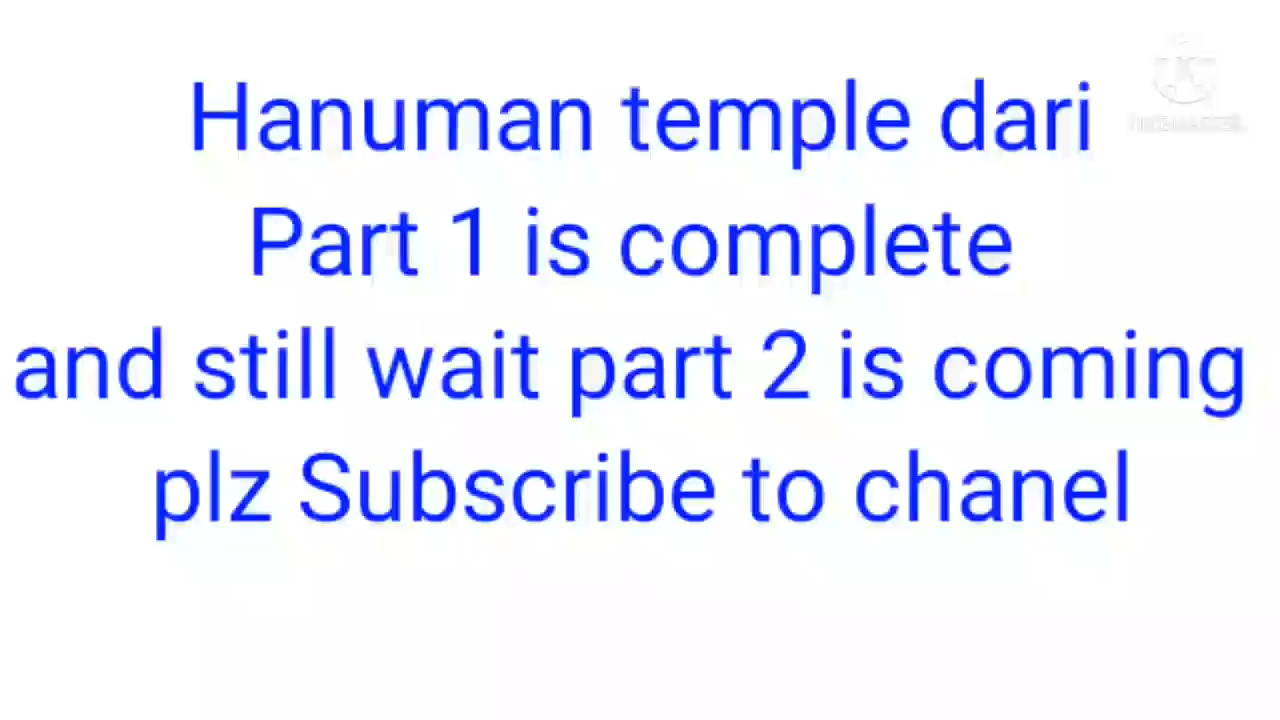 Hanuman temple dari
Part 1 is complete
and still wait part 2 is coming
plz Subscribe to chanel